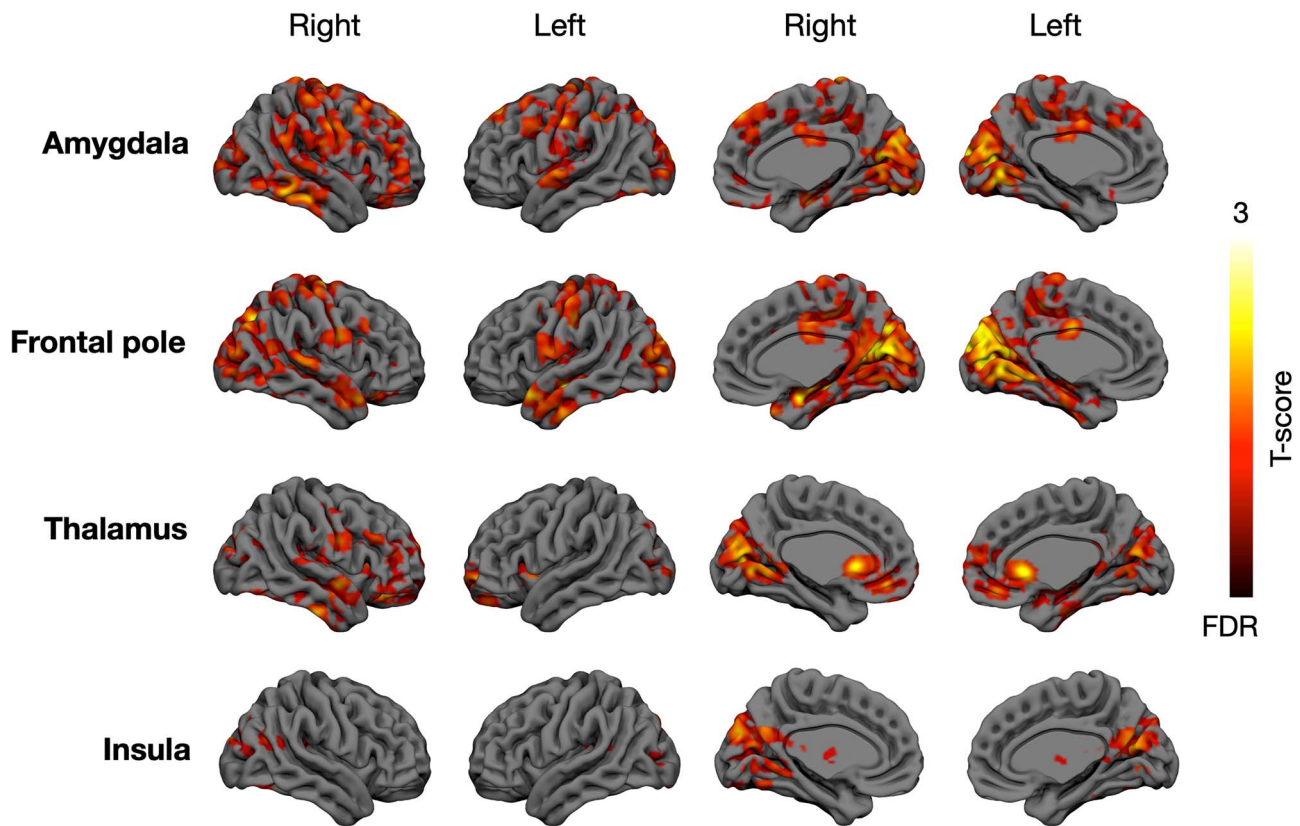 Right Left Right Left
Amygdala
Frontal pole
Thalamus
Insula
3
T-score
FDR